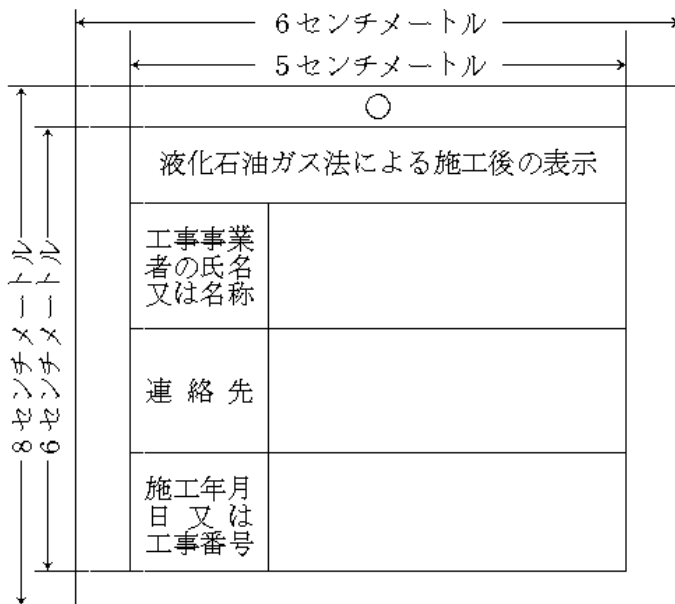 6センチメートル
5センチメートル
8センチメートル
6センチメートル
液化石油ガス法による施工後の表示
工事事業
者の氏名
又は名称
連絡先
施工年月
日又は
工事番号